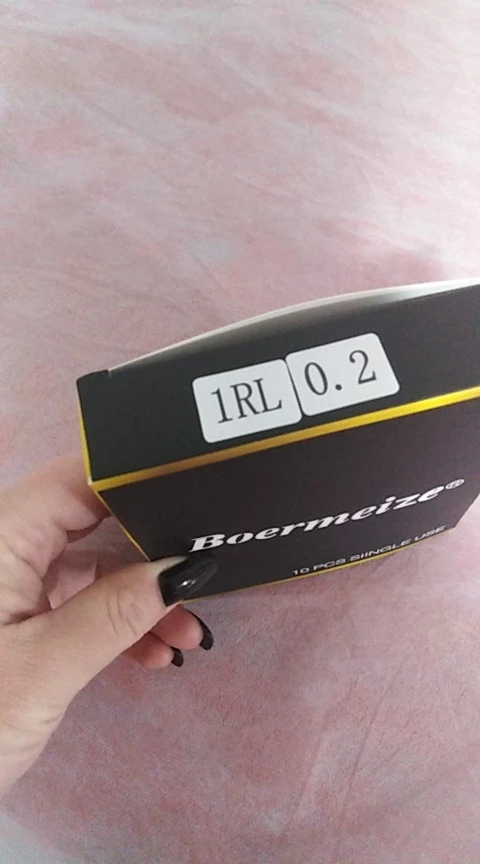 1RL 0.2
Boermeize®
10 PCS SIINGLE USE